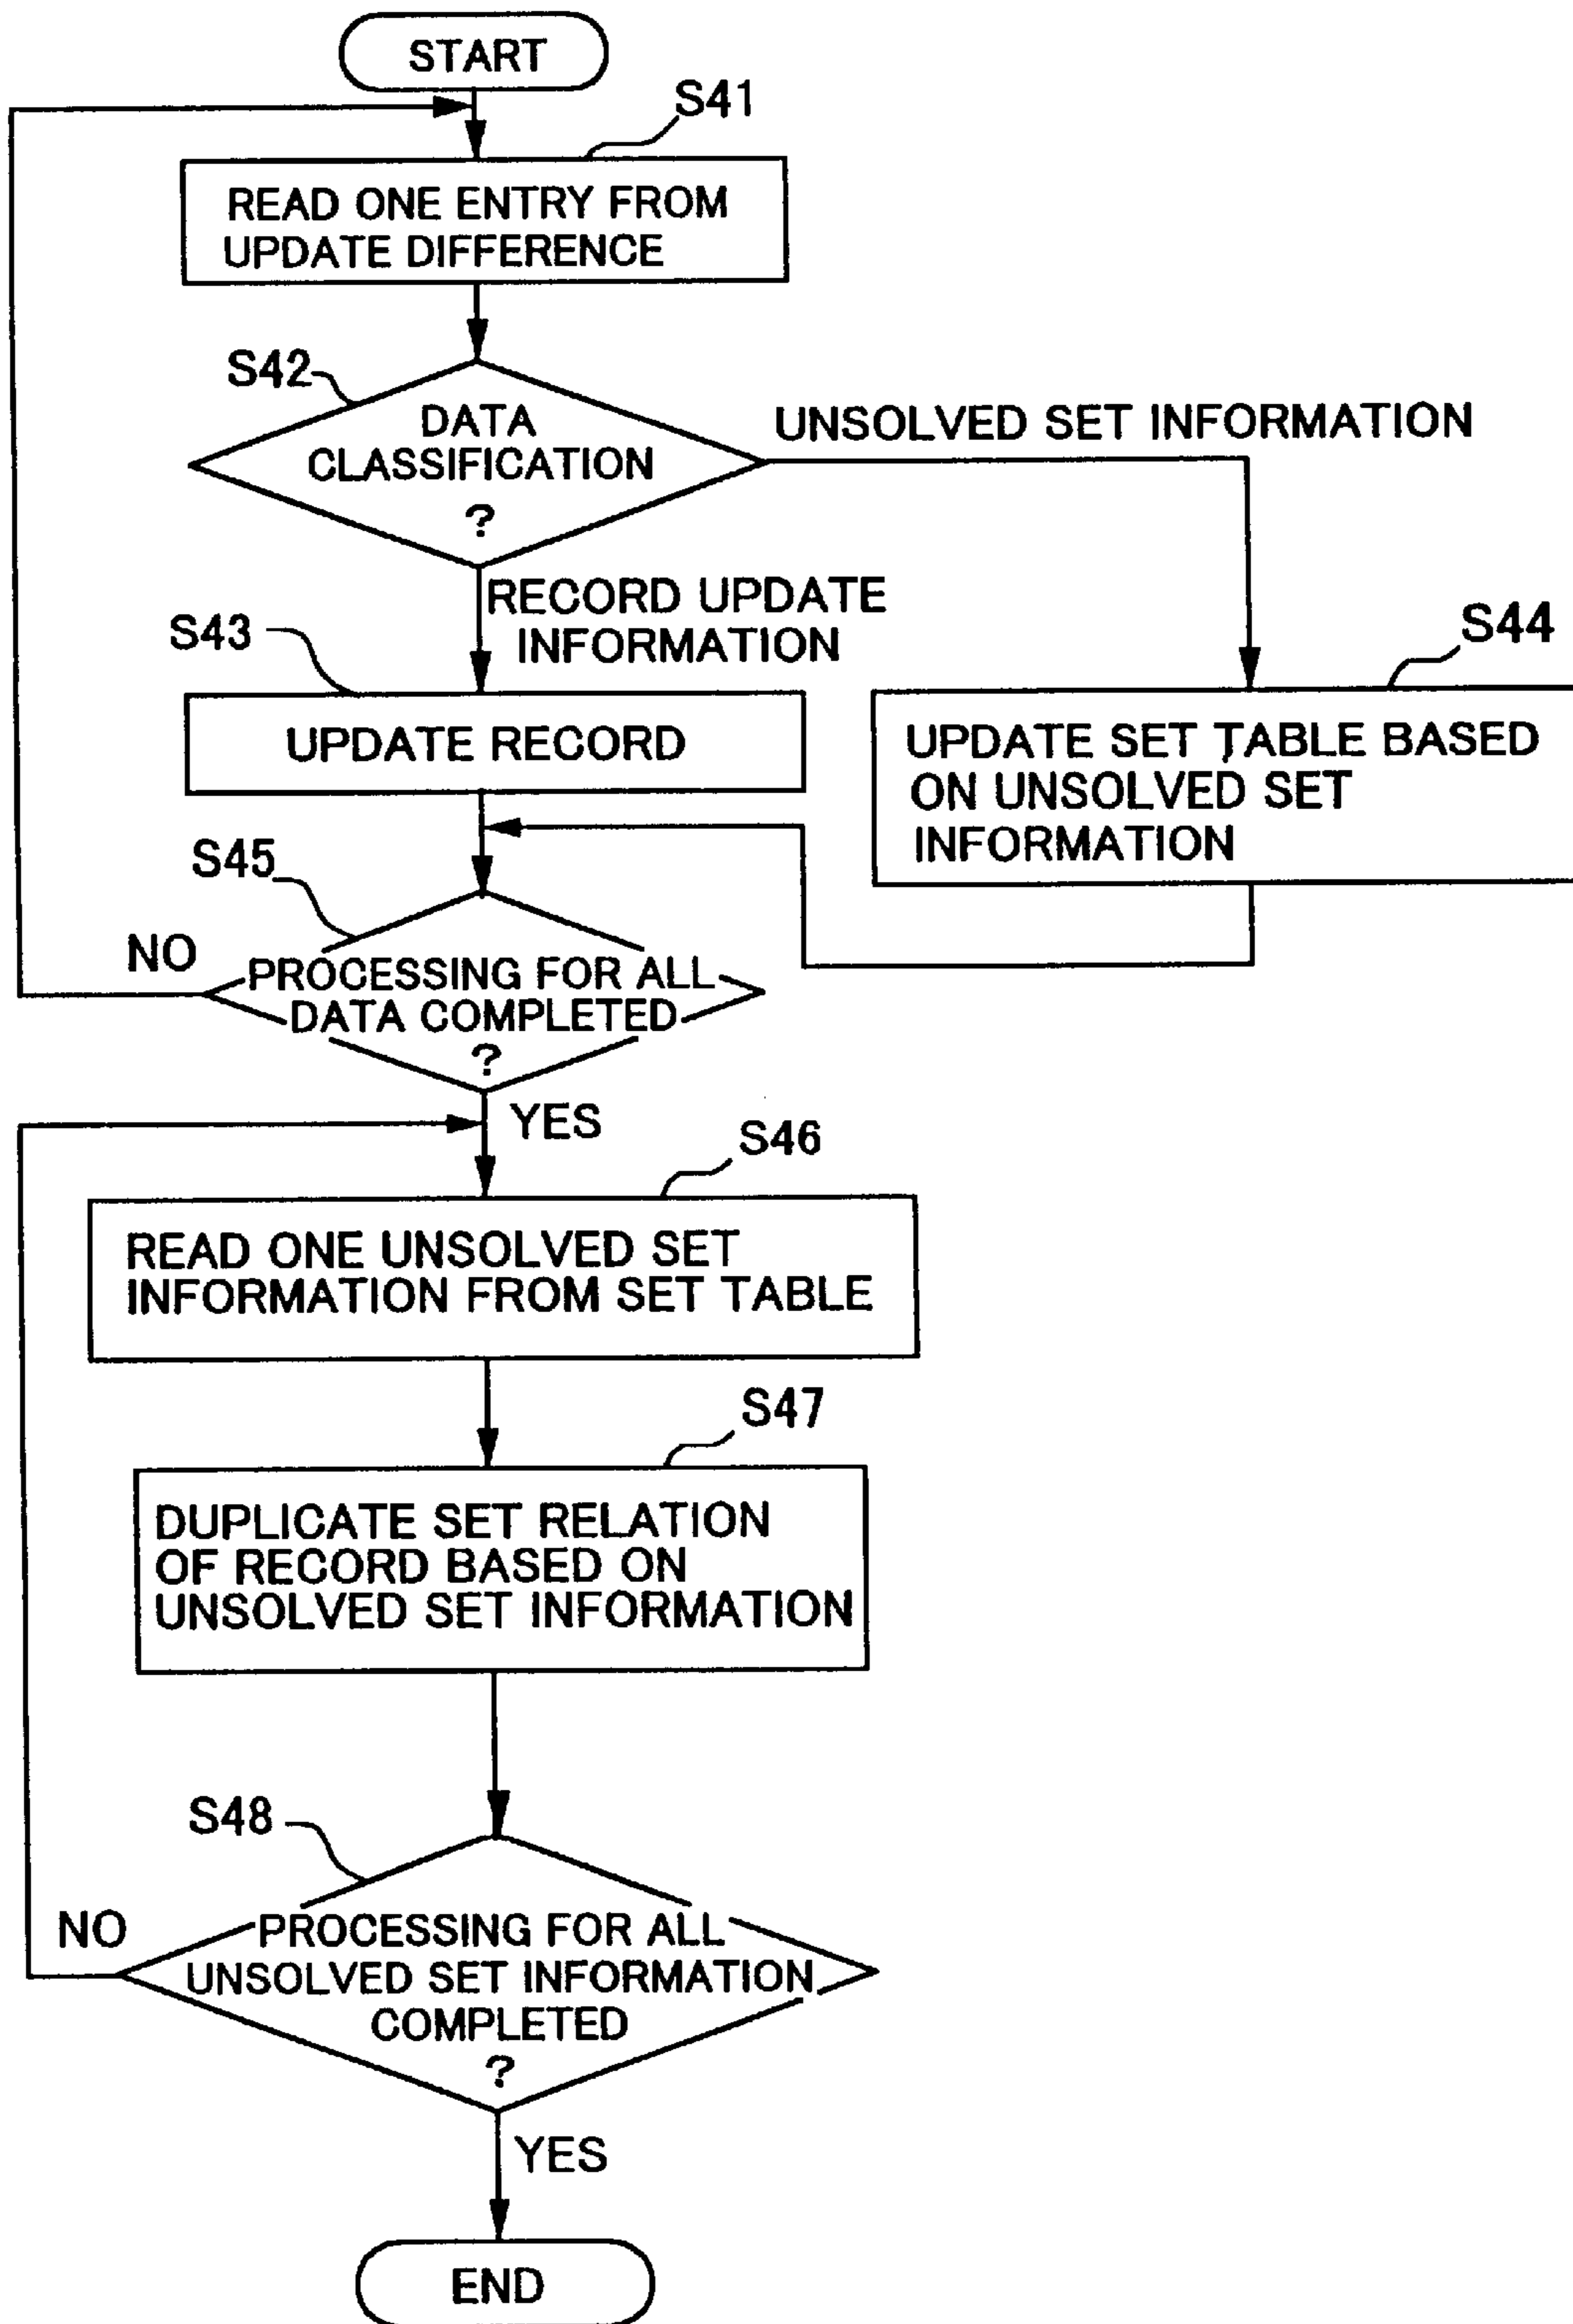 START
S41
READ ONE ENTRY FROM
UPDATE DIFFERENCE
S42
DATA
CLASSIFICATION
?
UNSOLVED SET INFORMATION
RECORD UPDATE
INFORMATION
S43
UPDATE RECORD
S44
UPDATE SET TABLE BASED
ON UNSOLVED SET
INFORMATION
S45
NO
PROCESSING FOR ALL
DATA COMPLETED
?
YES
S46
READ ONE UNSOLVED SET
INFORMATION FROM SET TABLE
S47
DUPLICATE SET RELATION
OF RECORD BASED ON
UNSOLVED SET INFORMATION
S48
NO
PROCESSING FOR ALL
UNSOLVED SET INFORMATION
COMPLETED
?
YES
END